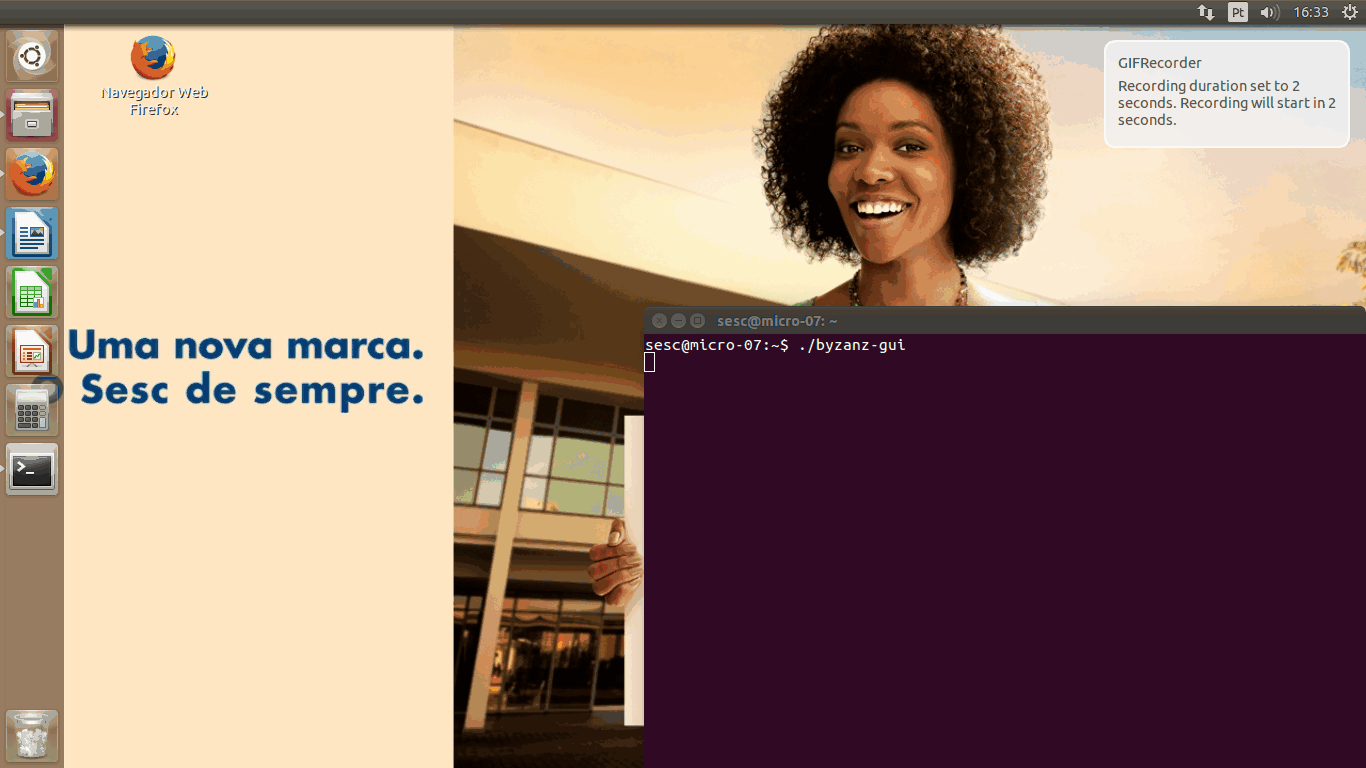 Pt
16:33
Navegador Web
Firefox
GIFRecorder
Recording duration set to 2
seconds. Recording will start in 2
seconds.
Uma nova marca.
Sesc de sempre.
sesc@micro-07: ~
sesc@micro-07:~$ ./byzanz-gui